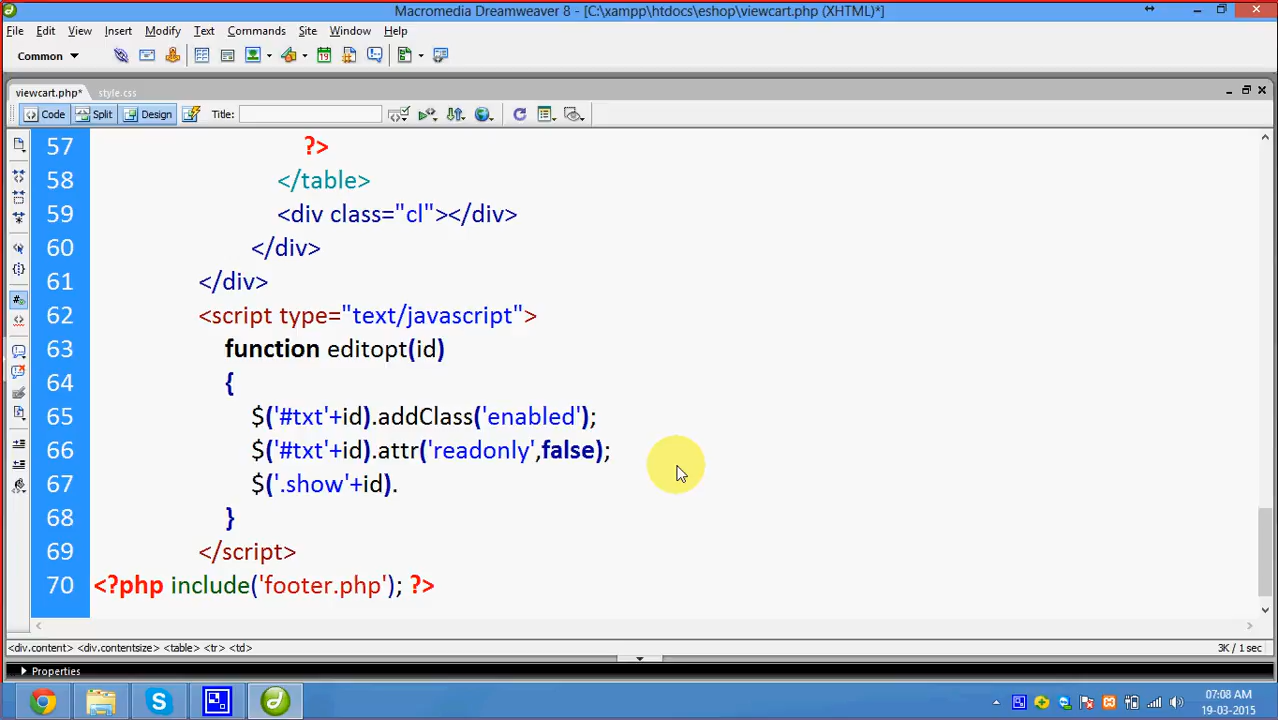 Macromedia Dreamweaver 8 - [C:\xampp\htdocs\eshop\viewcart.php (XHTML)*]
File Edit View Insert Modify Text Commands Site Window Help
Common
viewcart.php* style.css
Code Split Design Title:
57 ?>
58 </table>
59 <div class="cl"></div>
60 </div>
61 </div>
62 <script type="text/javascript">
63 function editopt(id)
64 {
65 $('#txt'+id).addClass('enabled');
66 $('#txt'+id).attr('readonly',false);
67 $('.show'+id).
68 }
69 </script>
70 <?php include('footer.php'); ?>
<div.content> <div.contentsize> <table> <tr> <td> 3K / 1 sec
Properties
07:08 AM
19-03-2015